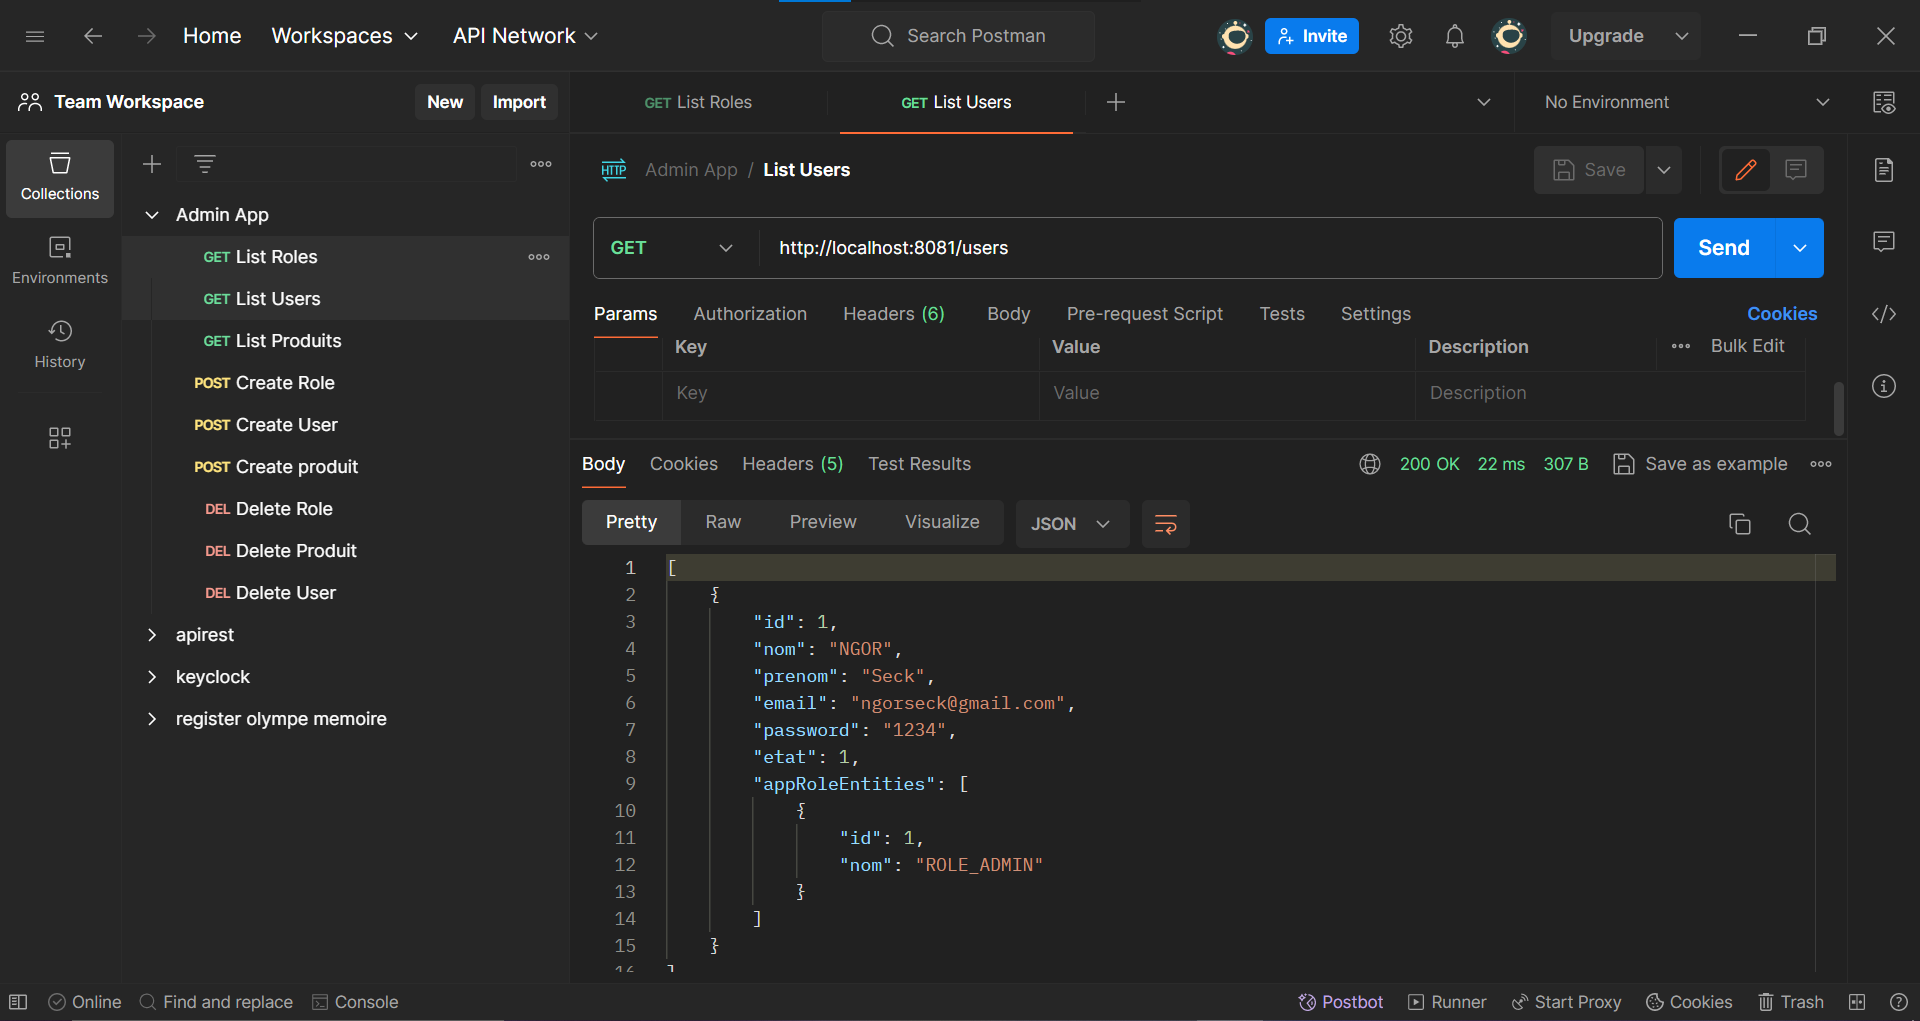 Home Workspaces API Network Search Postman Invite Upgrade
Team Workspace New Import GET List Roles GET List Users No Environment
Collections
Environments
History
Admin App
GET List Roles
GET List Users
GET List Produits
POST Create Role
POST Create User
POST Create produit
DEL Delete Role
DEL Delete Produit
DEL Delete User
apirest
keyclock
register olympe memoire
HTTP Admin App / List Users Save
GET http://localhost:8081/users Send
Params Authorization Headers (6) Body Pre-request Script Tests Settings Cookies
Key Value Description Bulk Edit
Key Value Description
Body Cookies Headers (5) Test Results 200 OK 22 ms 307 B Save as example
Pretty Raw Preview Visualize JSON
1 [
2 {
3 "id": 1,
4 "nom": "NGOR",
5 "prenom": "Seck",
6 "email": "ngorseck@gmail.com",
7 "password": "1234",
8 "etat": 1,
9 "appRoleEntities": [
10 {
11 "id": 1,
12 "nom": "ROLE_ADMIN"
13 }
14 ]
15 }
16 ]
Online Find and replace Console Postbot Runner Start Proxy Cookies Trash